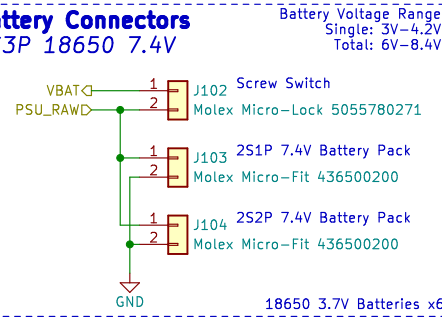 ttery Connectors
3P 18650 7.4V
Battery Voltage Range
Single: 3V-4.2V
Total: 6V-8.4V
VBAT 1 J102 Screw Switch
PSU_RAW 2 Molex Micro-Lock 5055780271
1 J103 2S1P 7.4V Battery Pack
2 Molex Micro-Fit 436500200
1 J104 2S2P 7.4V Battery Pack
2 Molex Micro-Fit 436500200
GND
18650 3.7V Batteries x6